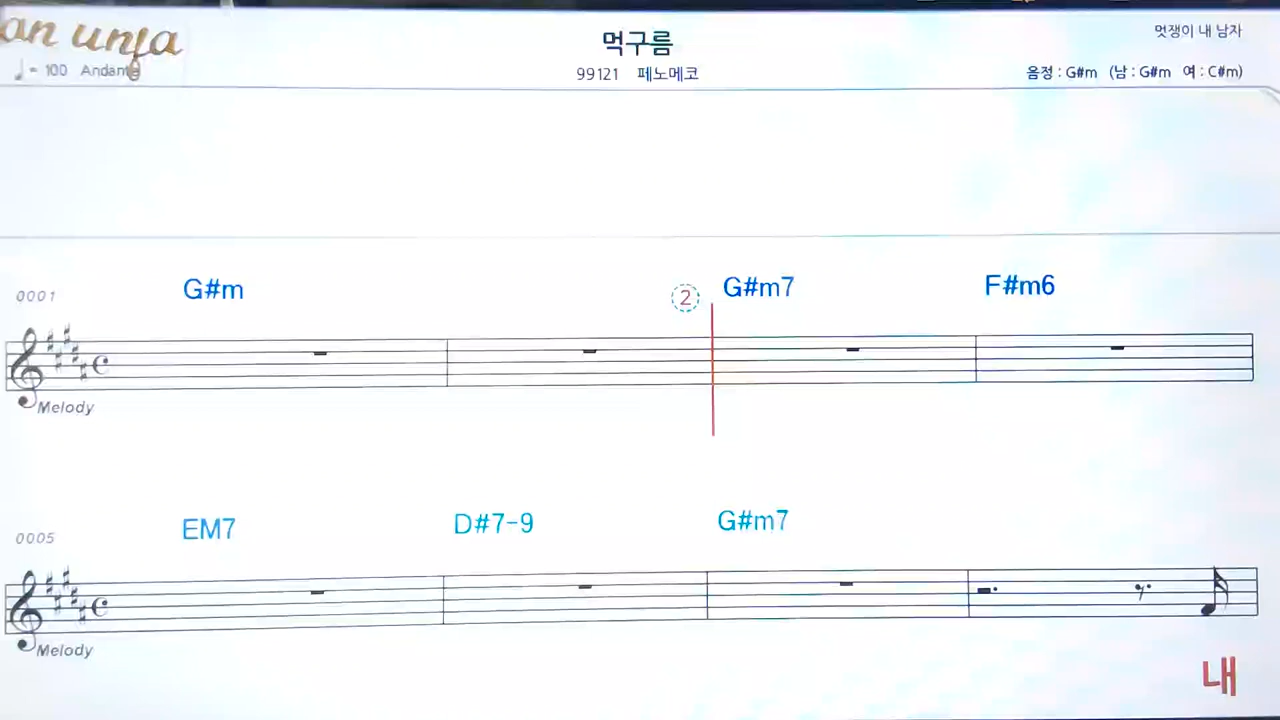 an unja
♩= 100 Andante
먹구름
99121 페노메코
멋쟁이 내 남자
음정 : G#m (남 : G#m 여 : C#m)
0001 G#m ② G#m7 F#m6
Melody
0005 EM7 D#7-9 G#m7
Melody
내